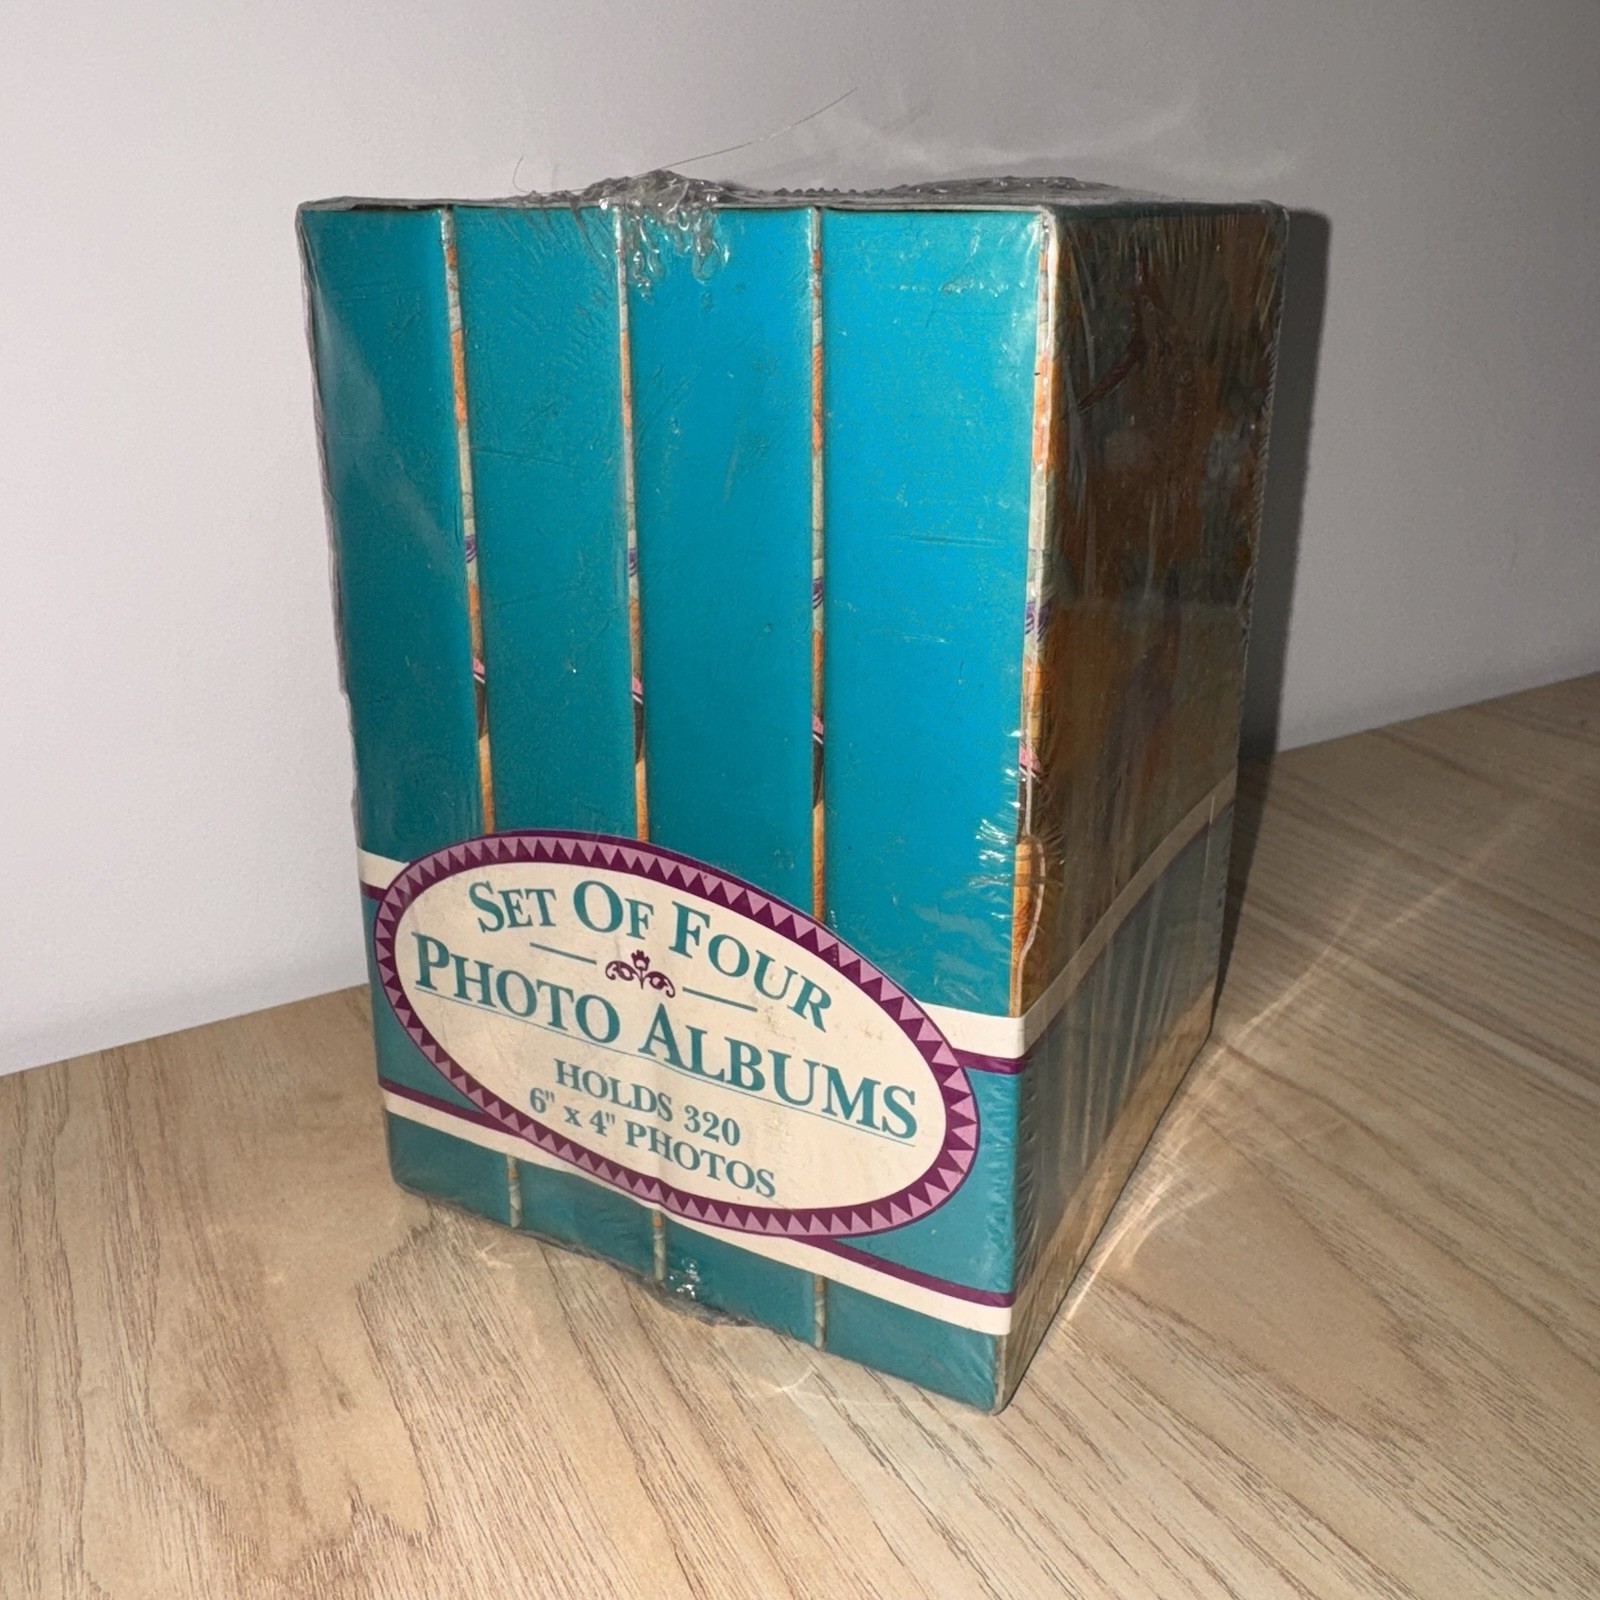 SET OF FOUR
PHOTO ALBUMS
HOLDS 320
6" x 4" PHOTOS